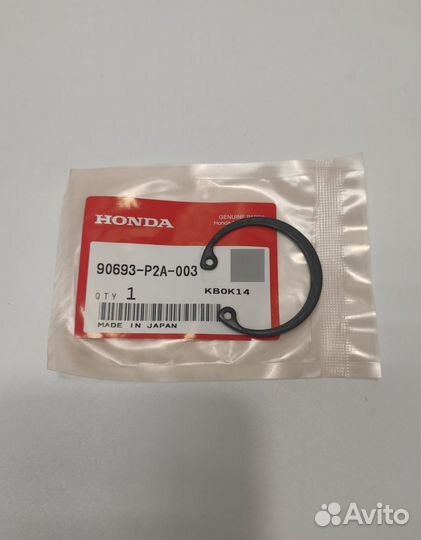 GENUINE PARTS
HONDA
90693-P2A-003
KB0K14
QTY 1
MADE IN JAPAN
Avito